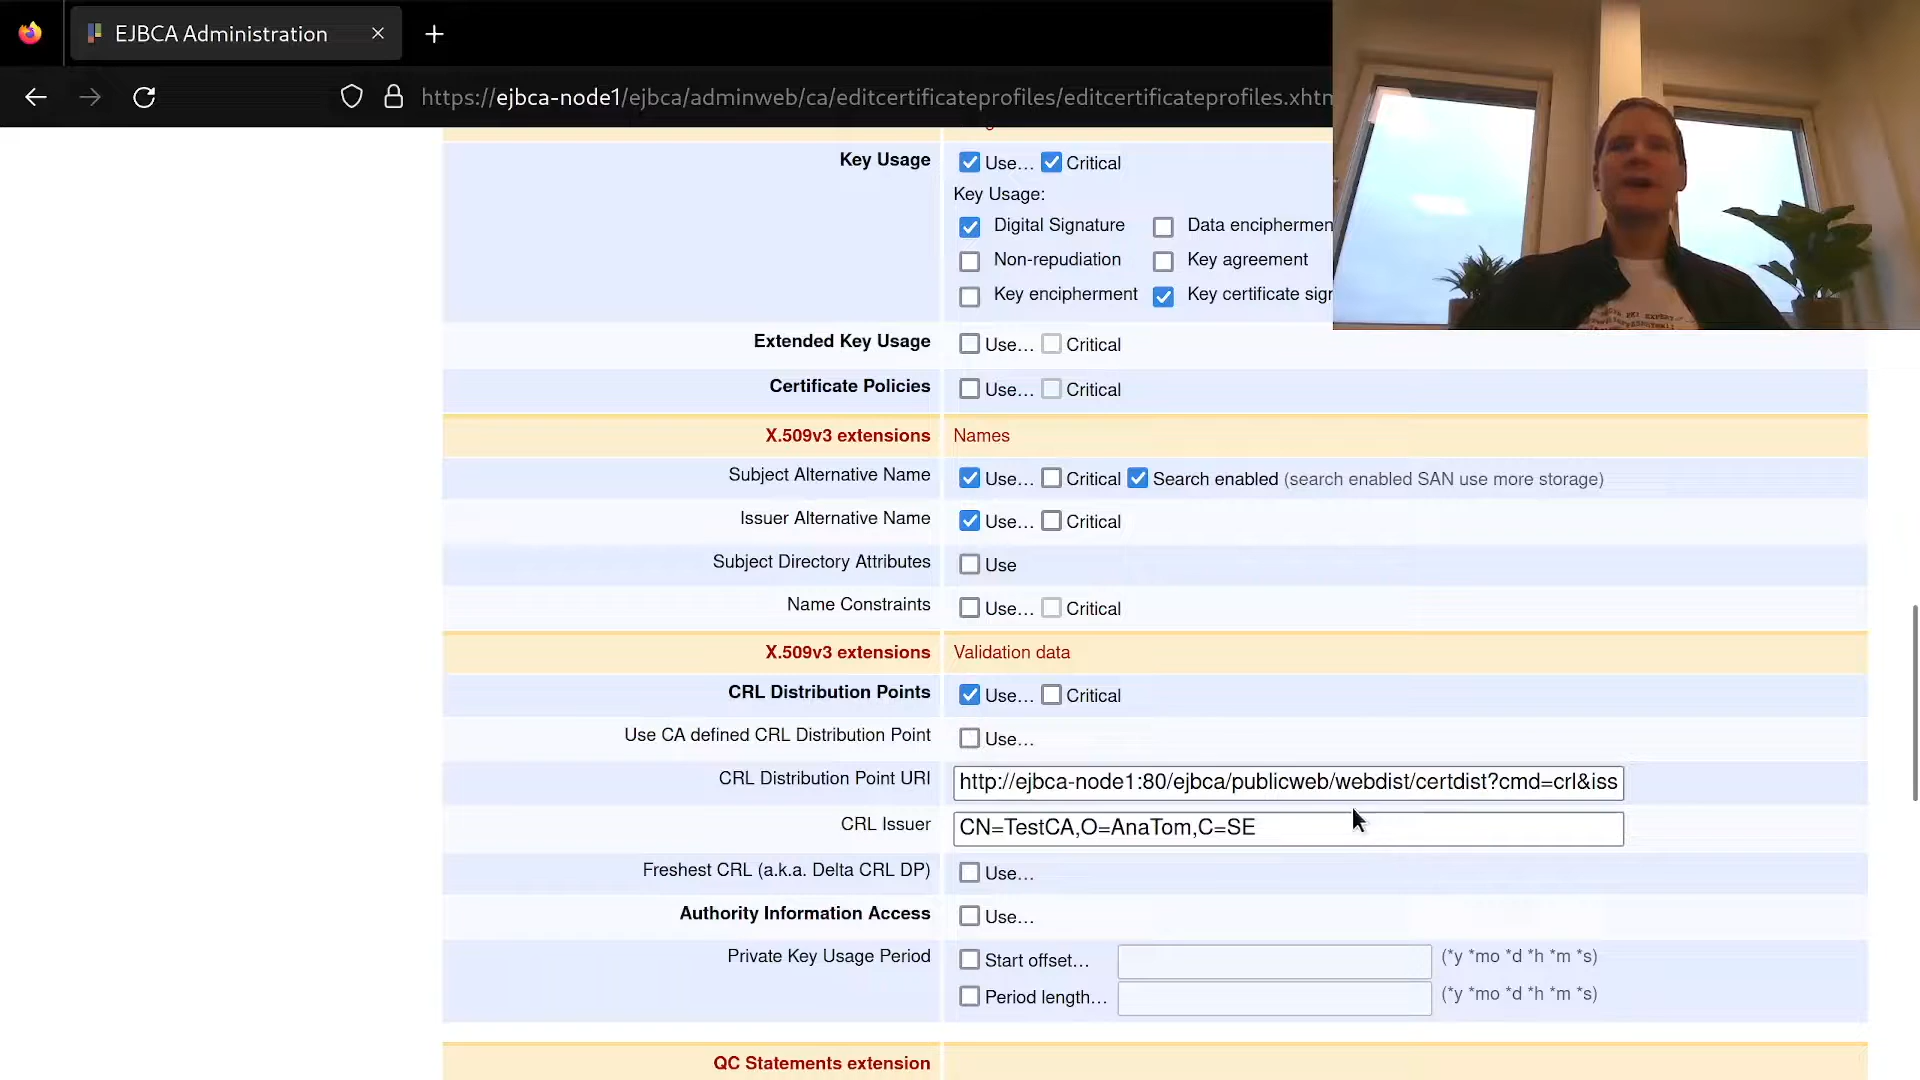 EJBCA Administration
https://ejbca-node1/ejbca/adminweb/ca/editcertificateprofiles/editcertificateprofiles.xhtm
Key Usage
Use… Critical
Key Usage:
Digital Signature Data enciphermen
Non-repudiation Key agreement
Key encipherment Key certificate sign
Extended Key Usage Use… Critical
Certificate Policies Use… Critical
X.509v3 extensions Names
Subject Alternative Name Use… Critical Search enabled (search enabled SAN use more storage)
Issuer Alternative Name Use… Critical
Subject Directory Attributes Use
Name Constraints Use… Critical
X.509v3 extensions Validation data
CRL Distribution Points Use… Critical
Use CA defined CRL Distribution Point Use…
CRL Distribution Point URI http://ejbca-node1:80/ejbca/publicweb/webdist/certdist?cmd=crl&iss
CRL Issuer CN=TestCA,O=AnaTom,C=SE
Freshest CRL (a.k.a. Delta CRL DP) Use…
Authority Information Access Use…
Private Key Usage Period Start offset… (*y *mo *d *h *m *s)
Period length… (*y *mo *d *h *m *s)
QC Statements extension